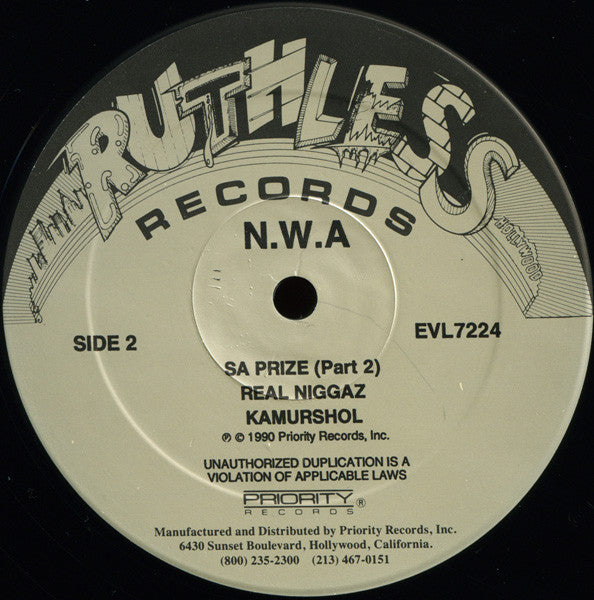 RUTHLESS
RECORDS
HOLLYWOOD
N.W.A
SIDE 2
EVL7224
SA PRIZE (Part 2)
REAL NIGGAZ
KAMURSHOL
℗ © 1990 Priority Records, Inc.
UNAUTHORIZED DUPLICATION IS A
VIOLATION OF APPLICABLE LAWS
PRIORITY®
RECORDS
Manufactured and Distributed by Priority Records, Inc.
6430 Sunset Boulevard, Hollywood, California.
(800) 235-2300 (213) 467-0151